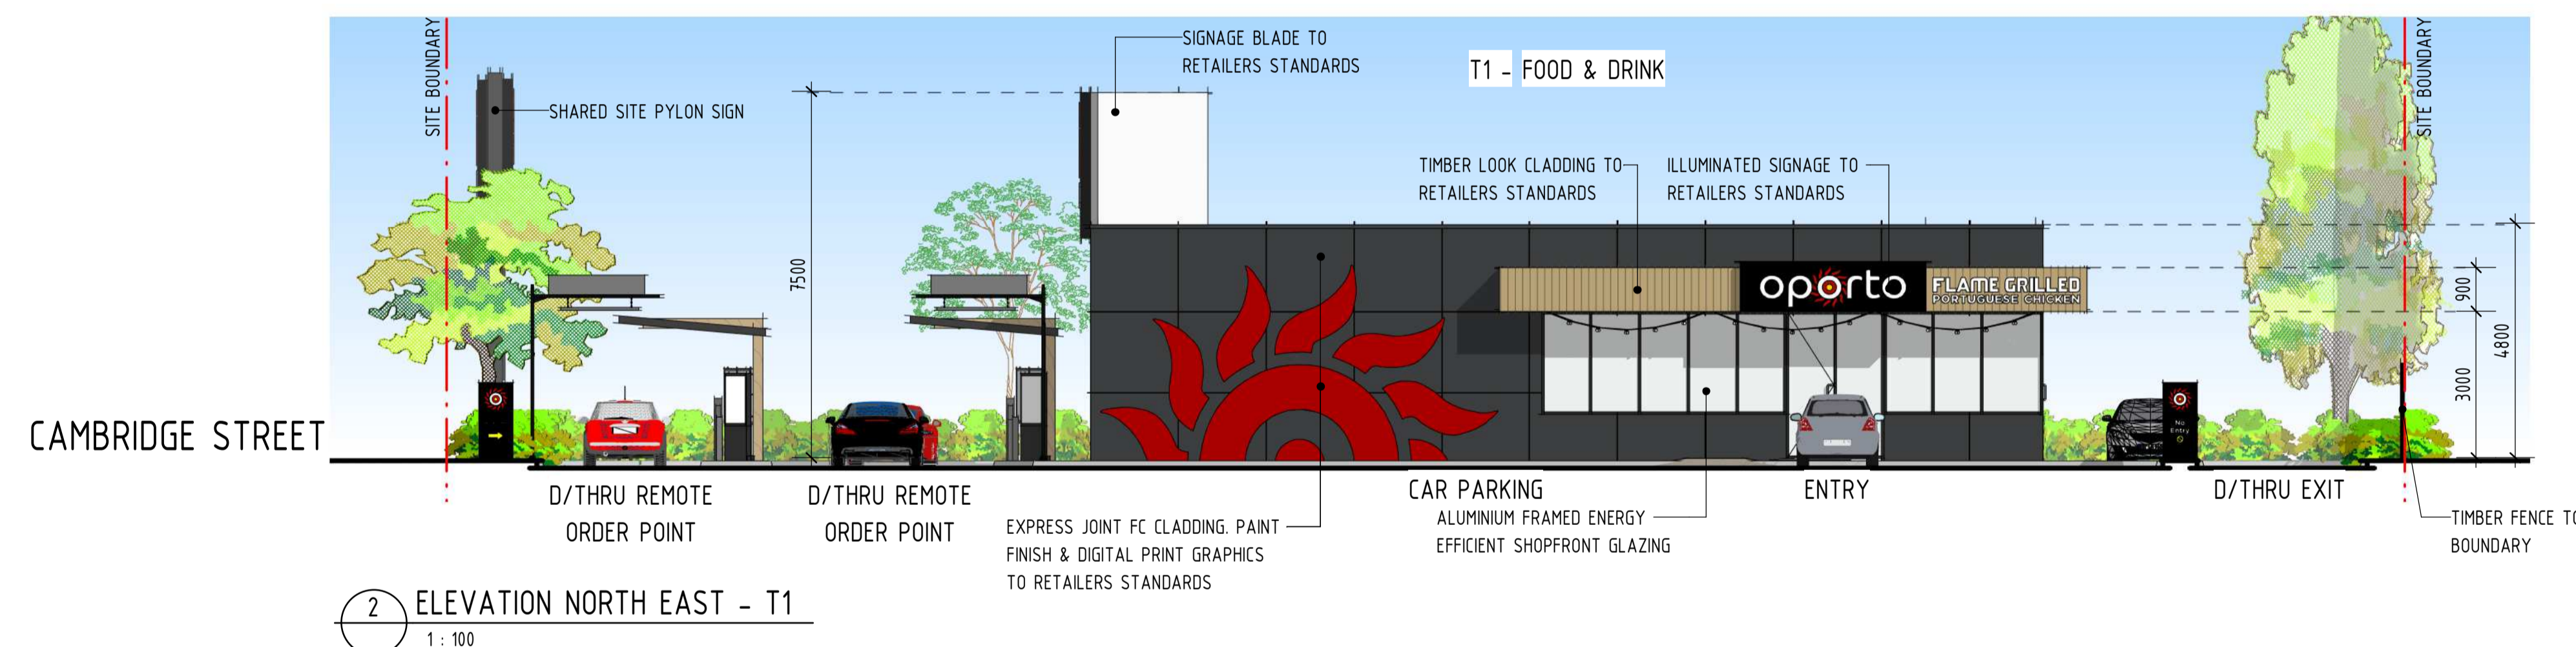 SITE BOUNDARY
SHARED SITE PYLON SIGN
SIGNAGE BLADE TO
RETAILERS STANDARDS
T1 - FOOD & DRINK
SITE BOUNDARY
TIMBER LOOK CLADDING TO
RETAILERS STANDARDS
ILLUMINATED SIGNAGE TO
RETAILERS STANDARDS
7500
oporto
FLAME GRILLED
PORTUGUESE CHICKEN
900
4800
3000
No
Entry
CAMBRIDGE STREET
D/THRU REMOTE
ORDER POINT
D/THRU REMOTE
ORDER POINT
EXPRESS JOINT FC CLADDING. PAINT
FINISH & DIGITAL PRINT GRAPHICS
TO RETAILERS STANDARDS
CAR PARKING
ALUMINIUM FRAMED ENERGY
EFFICIENT SHOPFRONT GLAZING
ENTRY
D/THRU EXIT
TIMBER FENCE TO
BOUNDARY
2
ELEVATION NORTH EAST - T1
1 : 100